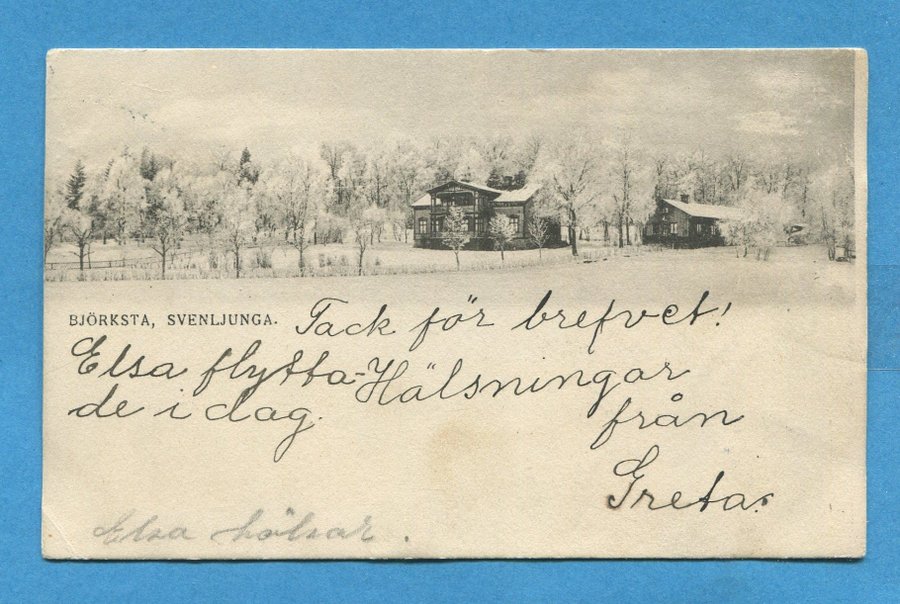 BJÖRKSTA, SVENLJUNGA.
Tack för brefvet!
Elsa flytta-
de i dag.
Hälsningar
från
Greta.
Elsa hälsar.